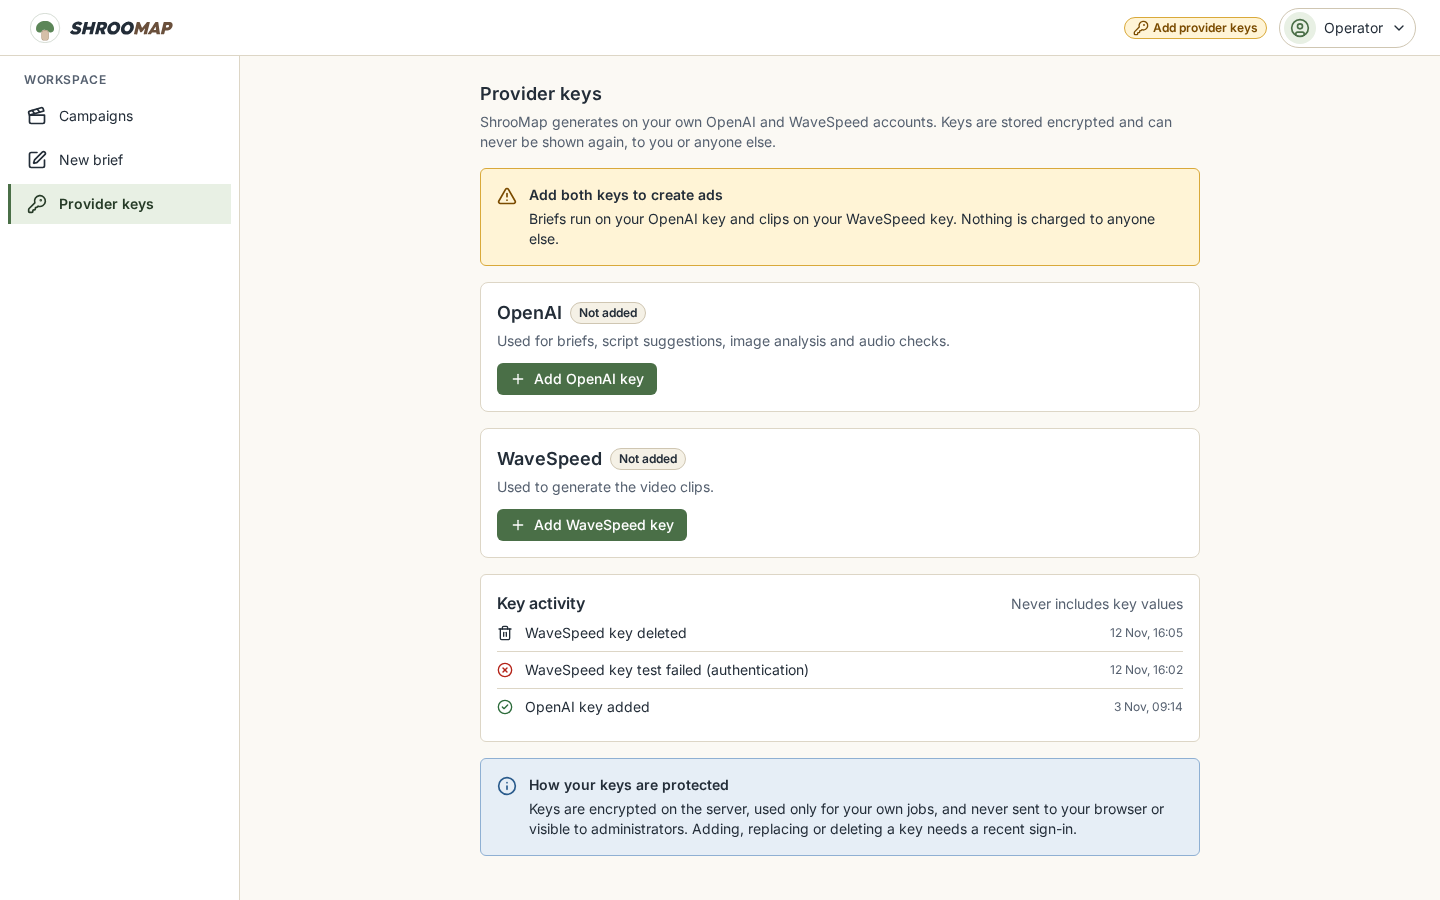 SHROOMAP
Add provider keys
Operator
WORKSPACE
Campaigns
New brief
Provider keys
Provider keys
ShrooMap generates on your own OpenAI and WaveSpeed accounts. Keys are stored encrypted and can
never be shown again, to you or anyone else.
Add both keys to create ads
Briefs run on your OpenAI key and clips on your WaveSpeed key. Nothing is charged to anyone
else.
OpenAI Not added
Used for briefs, script suggestions, image analysis and audio checks.
Add OpenAI key
WaveSpeed Not added
Used to generate the video clips.
Add WaveSpeed key
Key activity Never includes key values
WaveSpeed key deleted 12 Nov, 16:05
WaveSpeed key test failed (authentication) 12 Nov, 16:02
OpenAI key added 3 Nov, 09:14
How your keys are protected
Keys are encrypted on the server, used only for your own jobs, and never sent to your browser or
visible to administrators. Adding, replacing or deleting a key needs a recent sign-in.